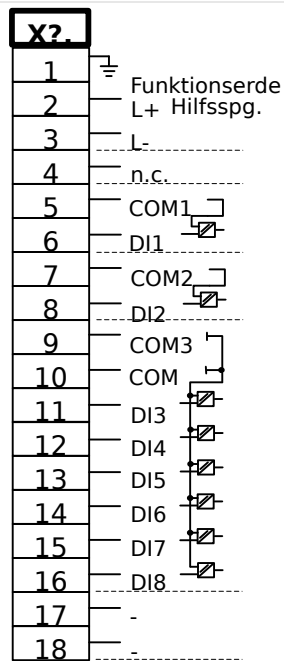 X?.
1
Funktionserde
2 L+ Hilfsspg.
3 L-
4 n.c.
5 COM1
6 DI1
7 COM2
8 DI2
9 COM3
10 COM
11 DI3
12 DI4
13 DI5
14 DI6
15 DI7
16 DI8
17 -
18 -